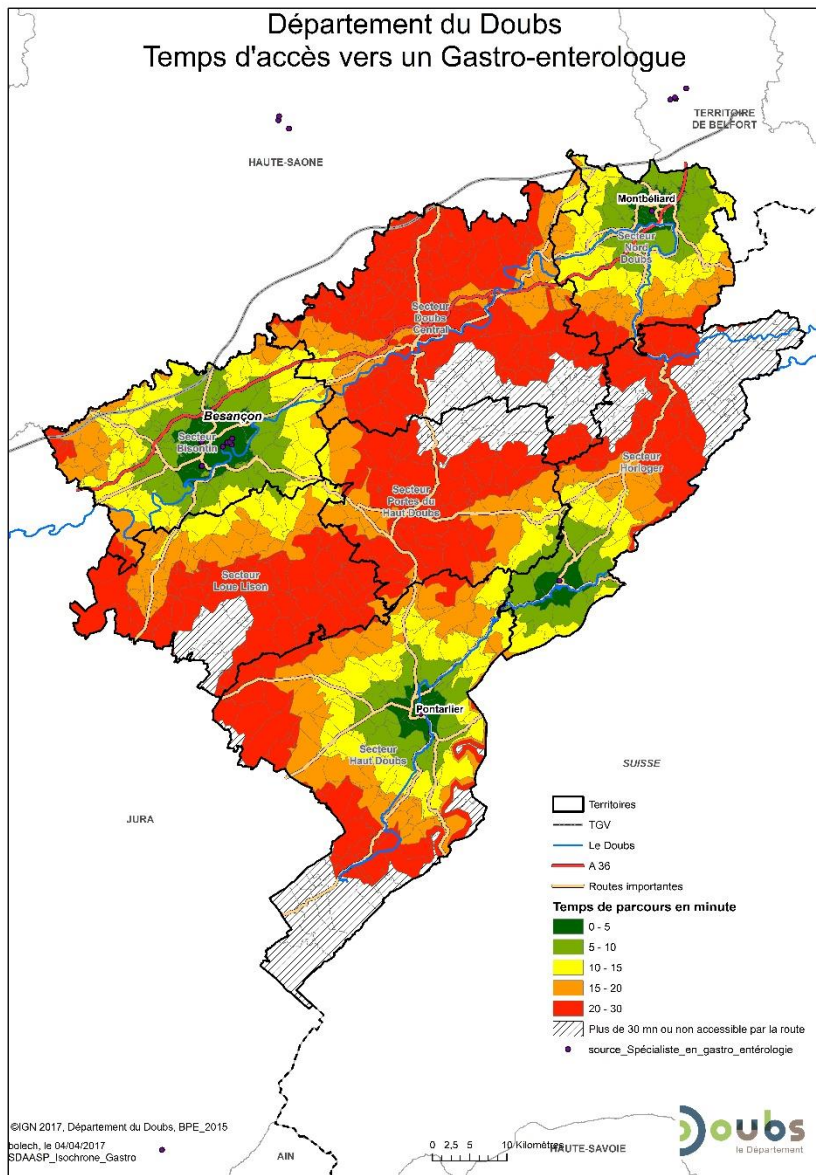 Département du Doubs
Temps d'accès vers un Gastro-enterologue
TERRITOIRE
DE BELFORT
HAUTE-SAONE
Montbéliard
Secteur
Nord
Doubs
Secteur
Doubs
Central
Besançon
Secteur
Bisontin
Secteur
Horloger
Secteur
Portes du
Haut-Doubs
Secteur
Loue Lison
Pontarlier
Secteur
Haut Doubs
SUISSE
JURA
Territoires
TGV
Le Doubs
A 36
Routes importantes
Temps de parcours en minute
0 - 5
5 - 10
10 - 15
15 - 20
20 - 30
Plus de 30 mn ou non accessible par la route
source_Spécialiste_en_gastro_entérologie
©IGN 2017, Département du Doubs, BPE_2015
bolech, le 04/04/2017
SDAASP_Isochrone_Gastro
AIN
0 2,5 5 10 Kilomètres
HAUTE-SAVOIE
Doubs
le Département